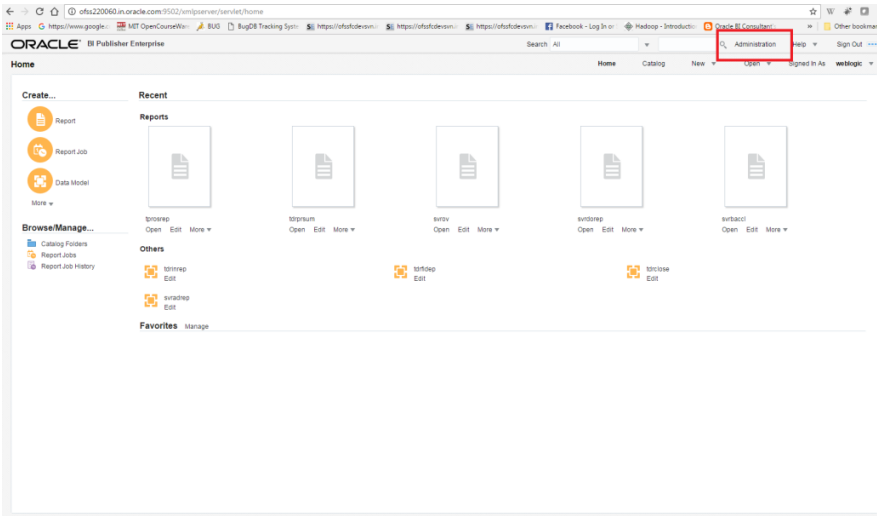 ofss220060.in.oracle.com:9502/xmlpserver/servlet/home
Apps G https://www.google.c MIT OpenCourseWare BUG BugDB Tracking Syste S https://ofssfcdevsvn.i S https://ofssfcdevsvn.i S https://ofssfcdevsvn.i Facebook - Log In or Hadoop - Introduction Oracle BI Consultant » Other bookmar
ORACLE BI Publisher Enterprise Search All Administration Help Sign Out
Home Home Catalog New Open Signed In As weblogic
Create... Recent
Reports
Report
Report Job
Data Model
More
tprosrep tdrprsum svrov svrdorep svrbaccl
Open Edit More Open Edit More Open Edit More Open Edit More Open Edit More
Browse/Manage...
Catalog Folders
Report Jobs
Report Job History
Others
tdrinrep tdrfidep tdrclose
Edit Edit Edit
svradrep
Edit
Favorites Manage